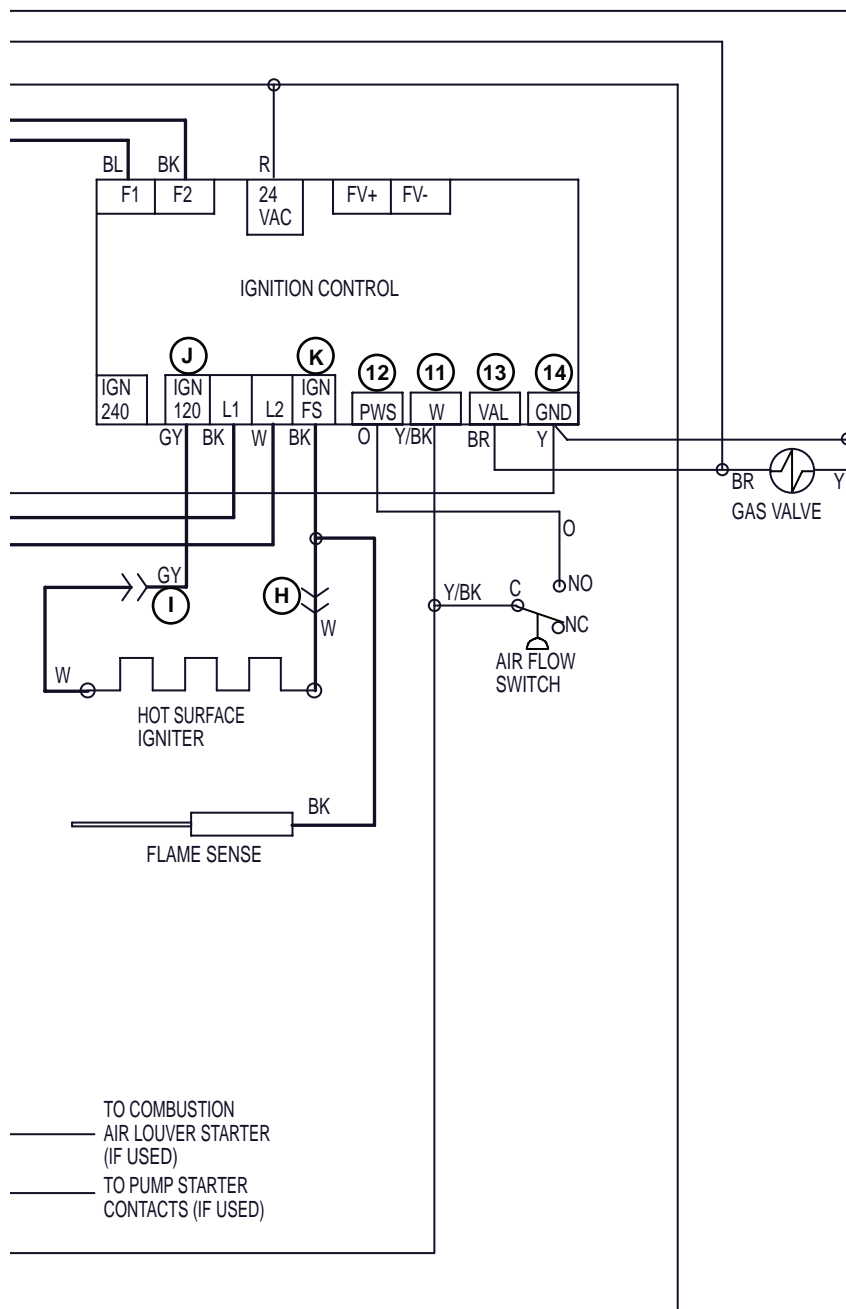 BL BK R
F1 F2 24 FV+ FV-
VAC
IGNITION CONTROL
J K 12 11 13 14
IGN IGN IGN
240 120 L1 L2 FS PWS W VAL GND
GY BK W BK O Y/BK BR Y
BR Y
GAS VALVE
O
GY
I H Y/BK C NO
W NC
AIR FLOW
SWITCH
W
HOT SURFACE
IGNITER
BK
FLAME SENSE
TO COMBUSTION
AIR LOUVER STARTER
(IF USED)
TO PUMP STARTER
CONTACTS (IF USED)